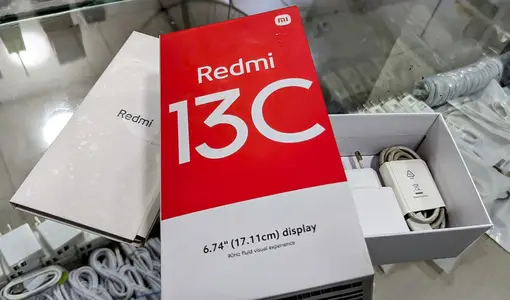 mi
Redmi
13C
6.74" (17.11cm) display
90Hz fluid visual experience
Redmi